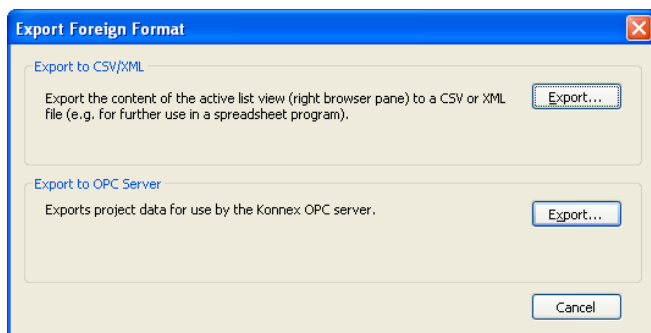 Export Foreign Format
Export to CSV/XML
Export the content of the active list view (right browser pane) to a CSV or XML
file (e.g. for further use in a spreadsheet program).
Export...
Export to OPC Server
Exports project data for use by the Konnex OPC server.
Export...
Cancel